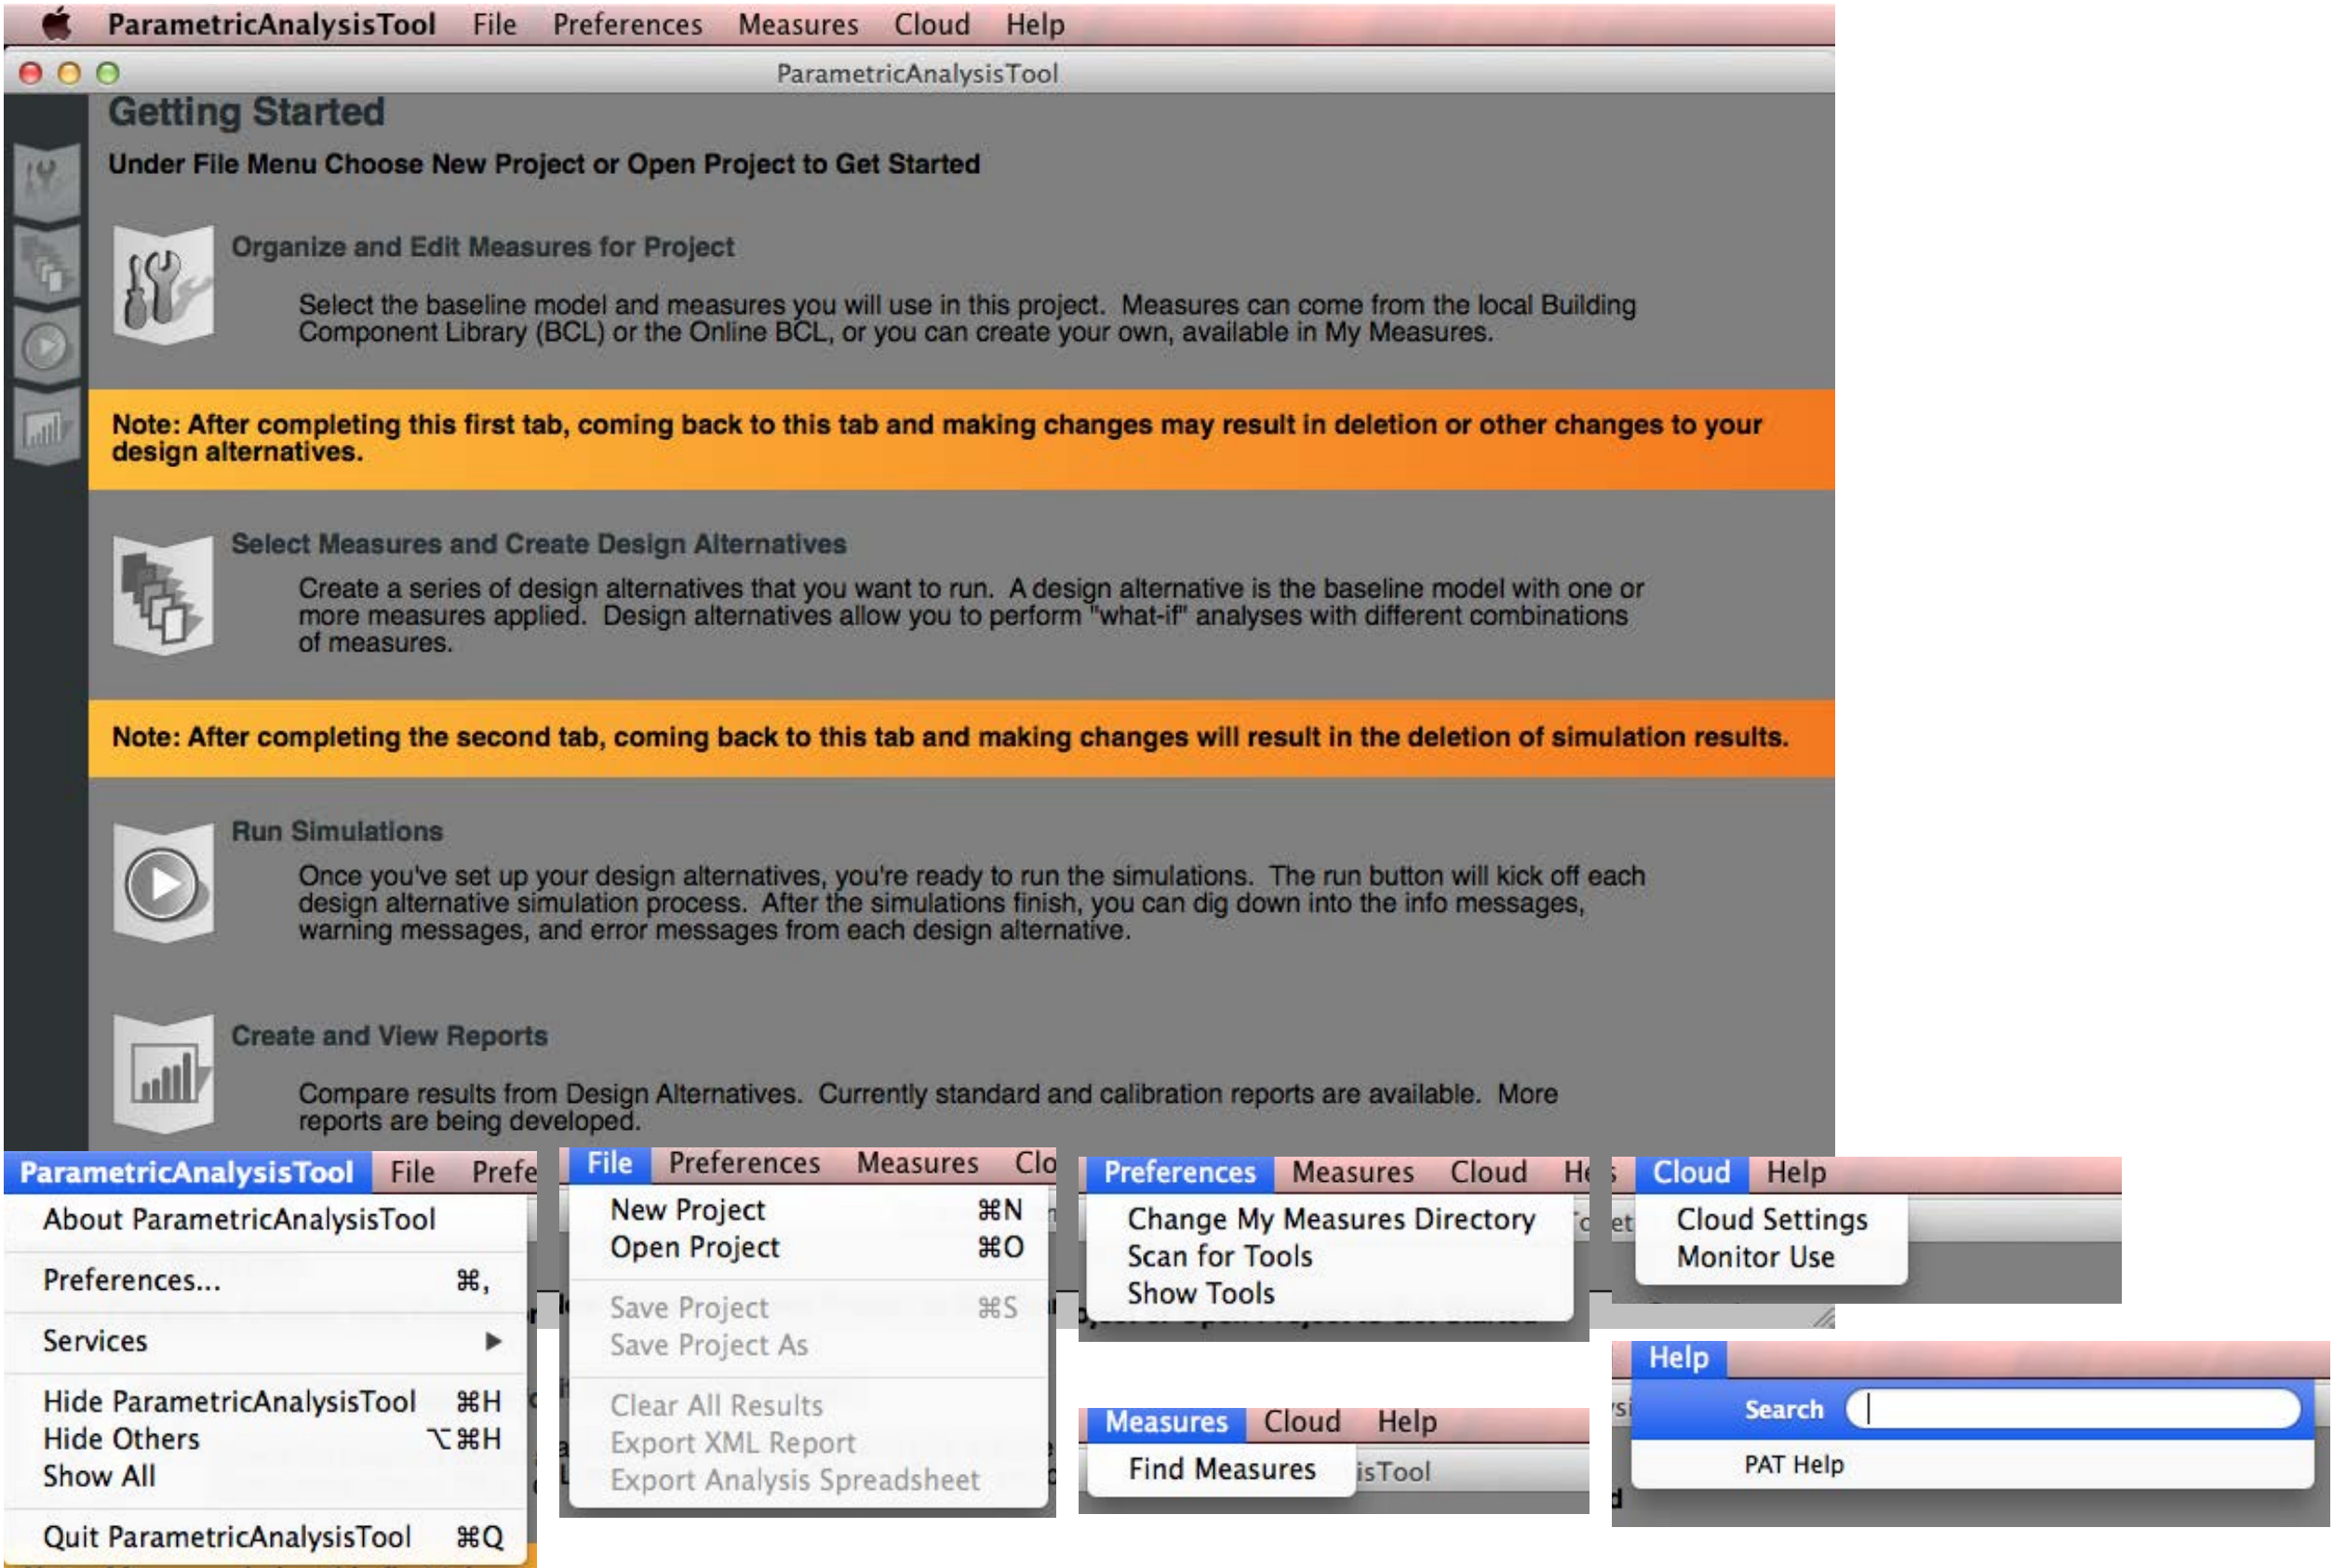 ParametricAnalysisTool File Preferences Measures Cloud Help
ParametricAnalysisTool
Getting Started
Under File Menu Choose New Project or Open Project to Get Started
Organize and Edit Measures for Project
Select the baseline model and measures you will use in this project. Measures can come from the local Building
Component Library (BCL) or the Online BCL, or you can create your own, available in My Measures.
Note: After completing this first tab, coming back to this tab and making changes may result in deletion or other changes to your
design alternatives.
Select Measures and Create Design Alternatives
Create a series of design alternatives that you want to run. A design alternative is the baseline model with one or
more measures applied. Design alternatives allow you to perform "what-if" analyses with different combinations
of measures.
Note: After completing the second tab, coming back to this tab and making changes will result in the deletion of simulation results.
Run Simulations
Once you've set up your design alternatives, you're ready to run the simulations. The run button will kick off each
design alternative simulation process. After the simulations finish, you can dig down into the info messages,
warning messages, and error messages from each design alternative.
Create and View Reports
Compare results from Design Alternatives. Currently standard and calibration reports are available. More
reports are being developed.
ParametricAnalysisTool File Prefe
About ParametricAnalysisTool
Preferences... ⌘,
Services ▶
Hide ParametricAnalysisTool ⌘H
Hide Others ⌥⌘H
Show All
Quit ParametricAnalysisTool ⌘Q
File Preferences Measures Clo
New Project ⌘N
Open Project ⌘O
Save Project ⌘S
Save Project As
Clear All Results
Export XML Report
Export Analysis Spreadsheet
Preferences Measures Cloud He
Change My Measures Directory
Scan for Tools
Show Tools
Measures Cloud Help
Find Measures isTool
s Cloud Help
Cloud Settings
Monitor Use
Help
Search
PAT Help